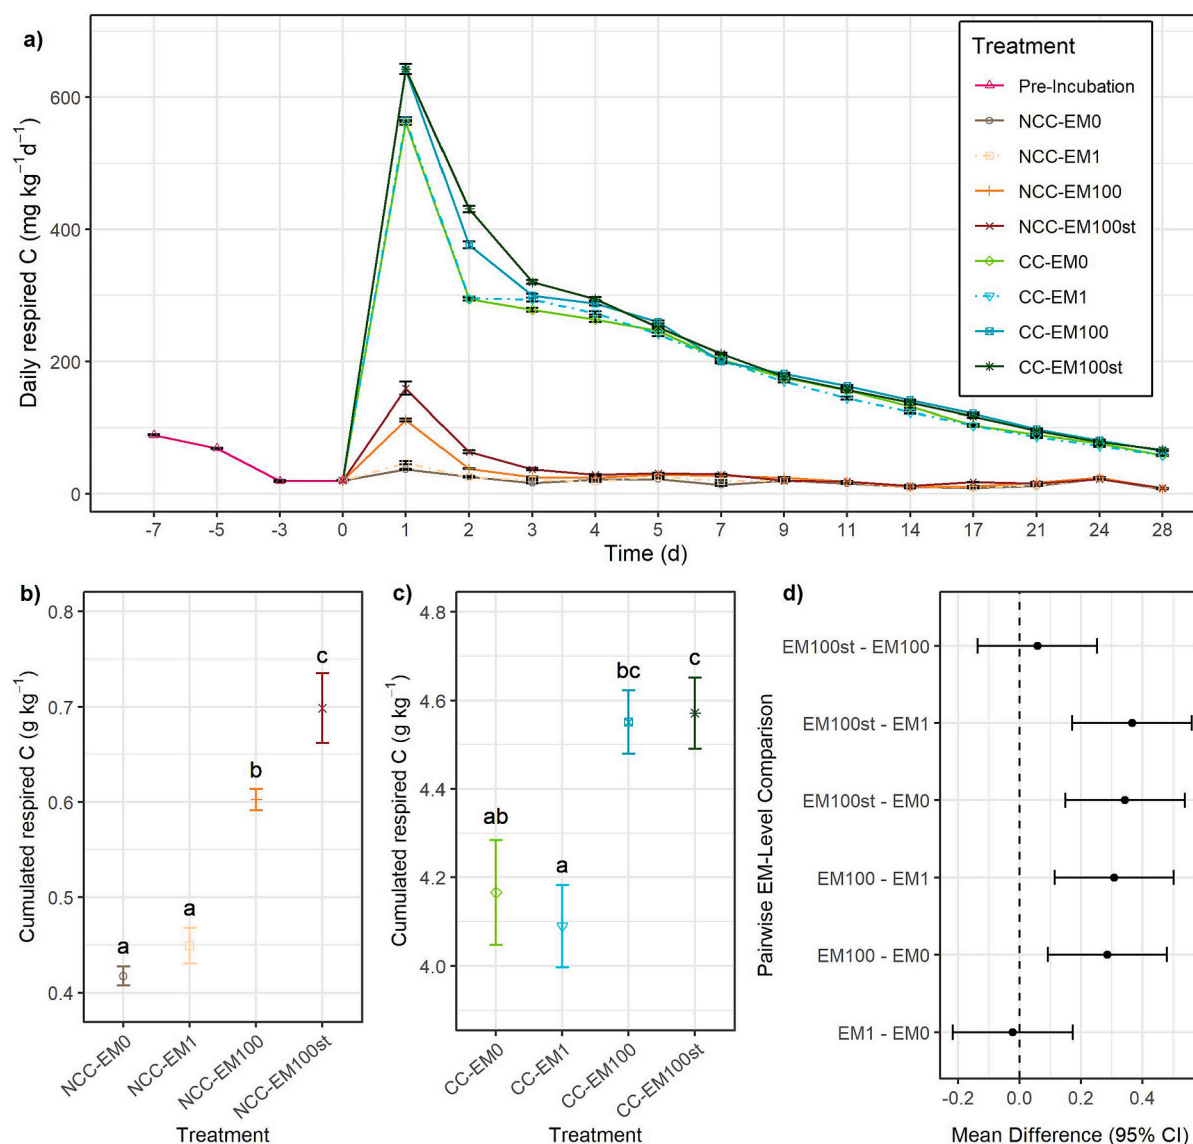 a)
Daily respired C (mg kg⁻¹d⁻¹)
600
400
200
0
-7 -5 -3 0 1 2 3 4 5 7 9 11 14 17 21 24 28
Time (d)
Treatment
Pre-Incubation
NCC-EM0
NCC-EM1
NCC-EM100
NCC-EM100st
CC-EM0
CC-EM1
CC-EM100
CC-EM100st
b)
Cumulated respired C (g kg⁻¹)
0.8
0.7
0.6
0.5
0.4
a
a
b
c
NCC-EM0
NCC-EM1
NCC-EM100
NCC-EM100st
Treatment
c)
Cumulated respired C (g kg⁻¹)
4.8
4.6
4.4
4.2
4.0
ab
a
bc
c
CC-EM0
CC-EM1
CC-EM100
CC-EM100st
Treatment
d)
Pairwise EM-Level Comparison
EM100st - EM100
EM100st - EM1
EM100st - EM0
EM100 - EM1
EM100 - EM0
EM1 - EM0
-0.2 0.0 0.2 0.4
Mean Difference (95% CI)